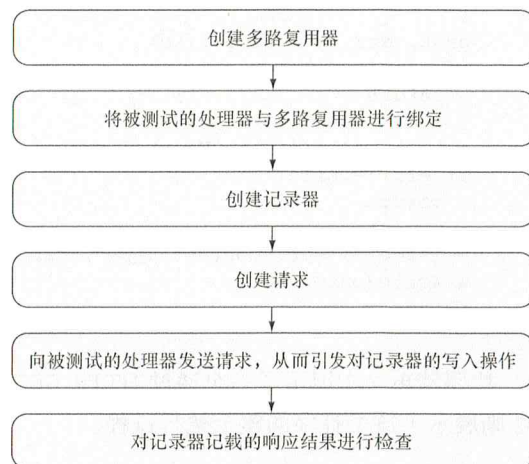 创建多路复用器
将被测试的处理器与多路复用器进行绑定
创建记录器
创建请求
向被测试的处理器发送请求，从而引发对记录器的写入操作
对记录器记载的响应结果进行检查